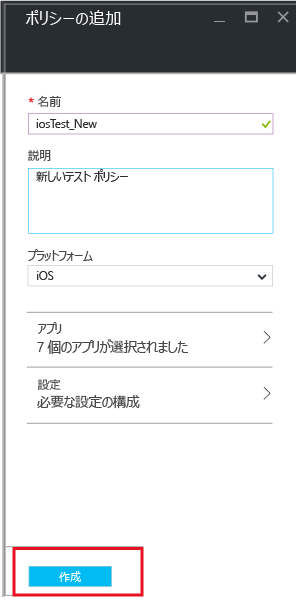 ポリシーの追加
* 名前
iosTest_New
説明
新しいテスト ポリシー
プラットフォーム
iOS
アプリ
7 個のアプリが選択されました
設定
必要な設定の構成
作成